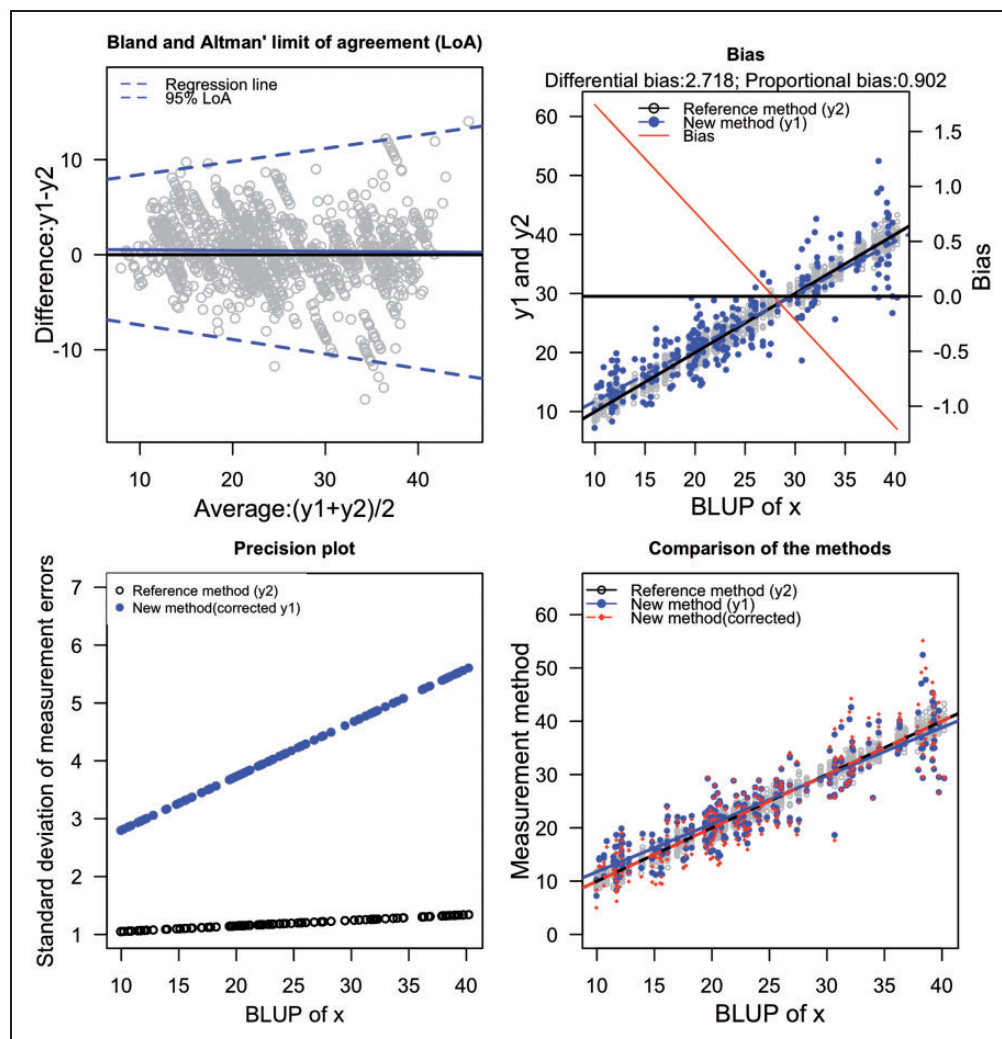 Bland and Altman' limit of agreement (LoA)
Regression line
95% LoA
Difference:y1-y2
10
0
-10
10
20
30
40
Average:(y1+y2)/2
Bias
Differential bias:2.718; Proportional bias:0.902
Reference method (y2)
New method (y1)
Bias
y1 and y2
60
50
40
30
20
10
1.5
1.0
0.5
0.0
-0.5
-1.0
Bias
10
15
20
25
30
35
40
BLUP of x
Precision plot
Reference method (y2)
New method(corrected y1)
Standard deviation of measurement errors
7
6
5
4
3
2
1
10
15
20
25
30
35
40
BLUP of x
Comparison of the methods
Reference method (y2)
New method (y1)
New method(corrected)
Measurement method
60
50
40
30
20
10
0
10
15
20
25
30
35
40
BLUP of x